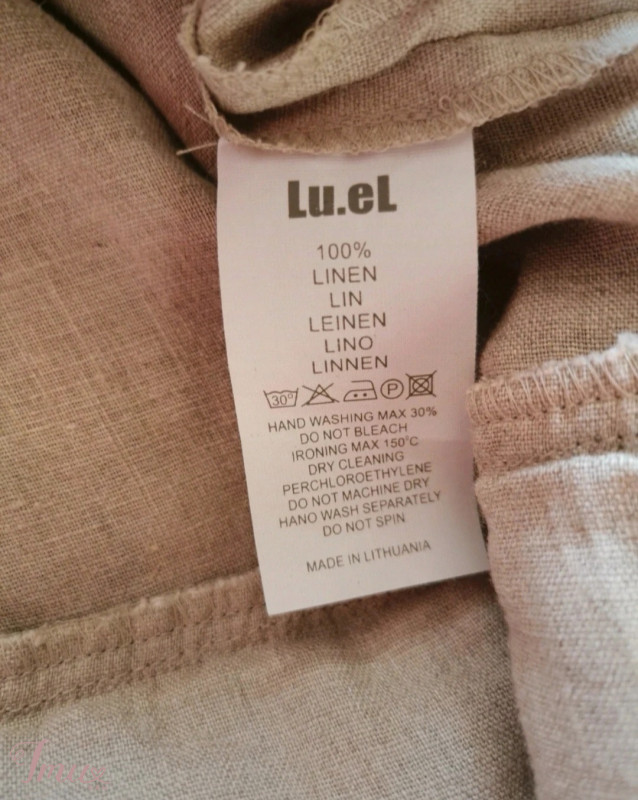 Lu.eL
100%
LINEN
LIN
LEINEN
LINO
LINNEN
30° P
HAND WASHING MAX 30%
DO NOT BLEACH
IRONING MAX 150°C
DRY CLEANING
PERCHLOROETHYLENE
DO NOT MACHINE DRY
HANO WASH SEPARATELY
DO NOT SPIN
MADE IN LITHUANIA